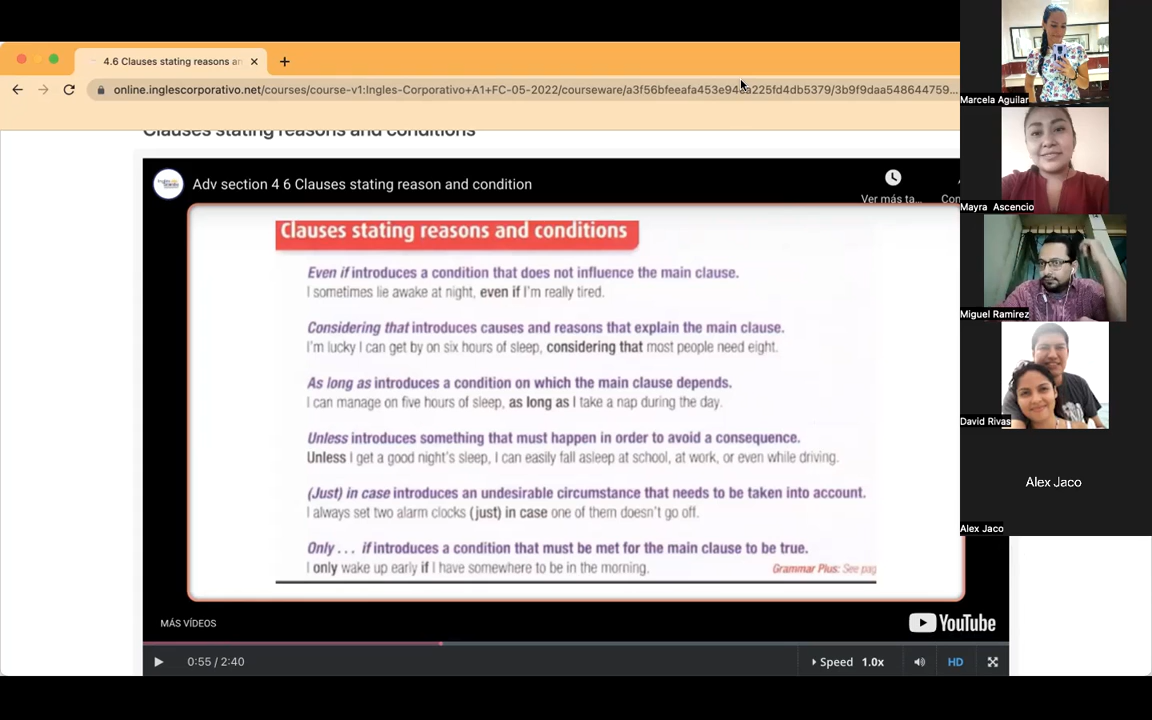 4.6 Clauses stating reasons an
online.inglescorporativo.net/courses/course-v1:Ingles-Corporativo+A1+FC-05-2022/courseware/a3f56bfeeafa453e94 a225fd4db5379/3b9f9daa548644759...
Clauses stating reasons and conditions
Adv section 4 6 Clauses stating reason and condition
Ver más ta...
Con
Clauses stating reasons and conditions
Even if introduces a condition that does not influence the main clause.
I sometimes lie awake at night, even if I'm really tired.
Considering that introduces causes and reasons that explain the main clause.
I'm lucky I can get by on six hours of sleep, considering that most people need eight.
As long as introduces a condition on which the main clause depends.
I can manage on five hours of sleep, as long as I take a nap during the day.
Unless introduces something that must happen in order to avoid a consequence.
Unless I get a good night's sleep, I can easily fall asleep at school, at work, or even while driving.
(Just) in case introduces an undesirable circumstance that needs to be taken into account.
I always set two alarm clocks (just) in case one of them doesn't go off.
Only . . . if introduces a condition that must be met for the main clause to be true.
I only wake up early if I have somewhere to be in the morning.
Grammar Plus: See pag
MÁS VÍDEOS
YouTube
0:55 / 2:40
Speed 1.0x
HD
Marcela Aguilar
Mayra Ascencio
Miguel Ramirez
David Rivas
Alex Jaco
Alex Jaco